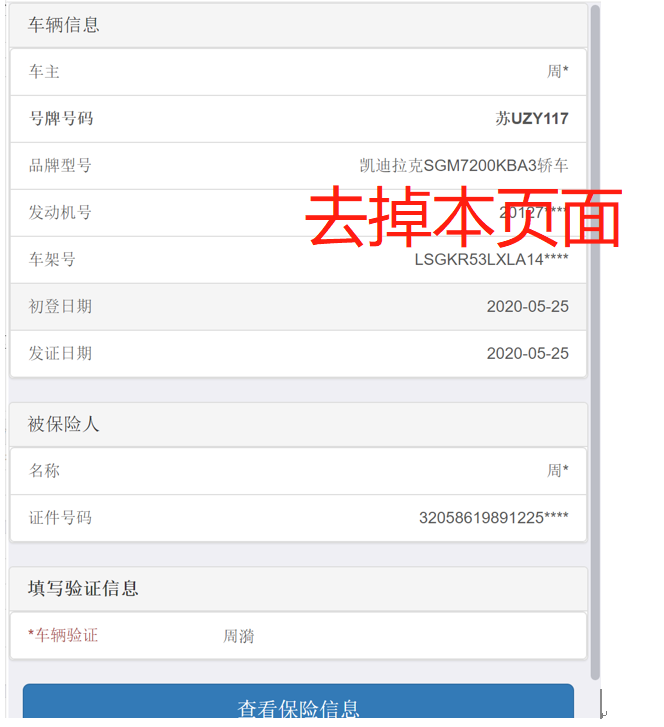 车辆信息
车主 周*
号牌号码 苏UZY117
品牌型号 凯迪拉克SGM7200KBA3轿车
去掉本页面
发动机号 20127****
车架号 LSGKR53LXLA14****
初登日期 2020-05-25
发证日期 2020-05-25
被保险人
名称 周*
证件号码 32058619891225****
填写验证信息
*车辆验证 周漪
查看保险信息